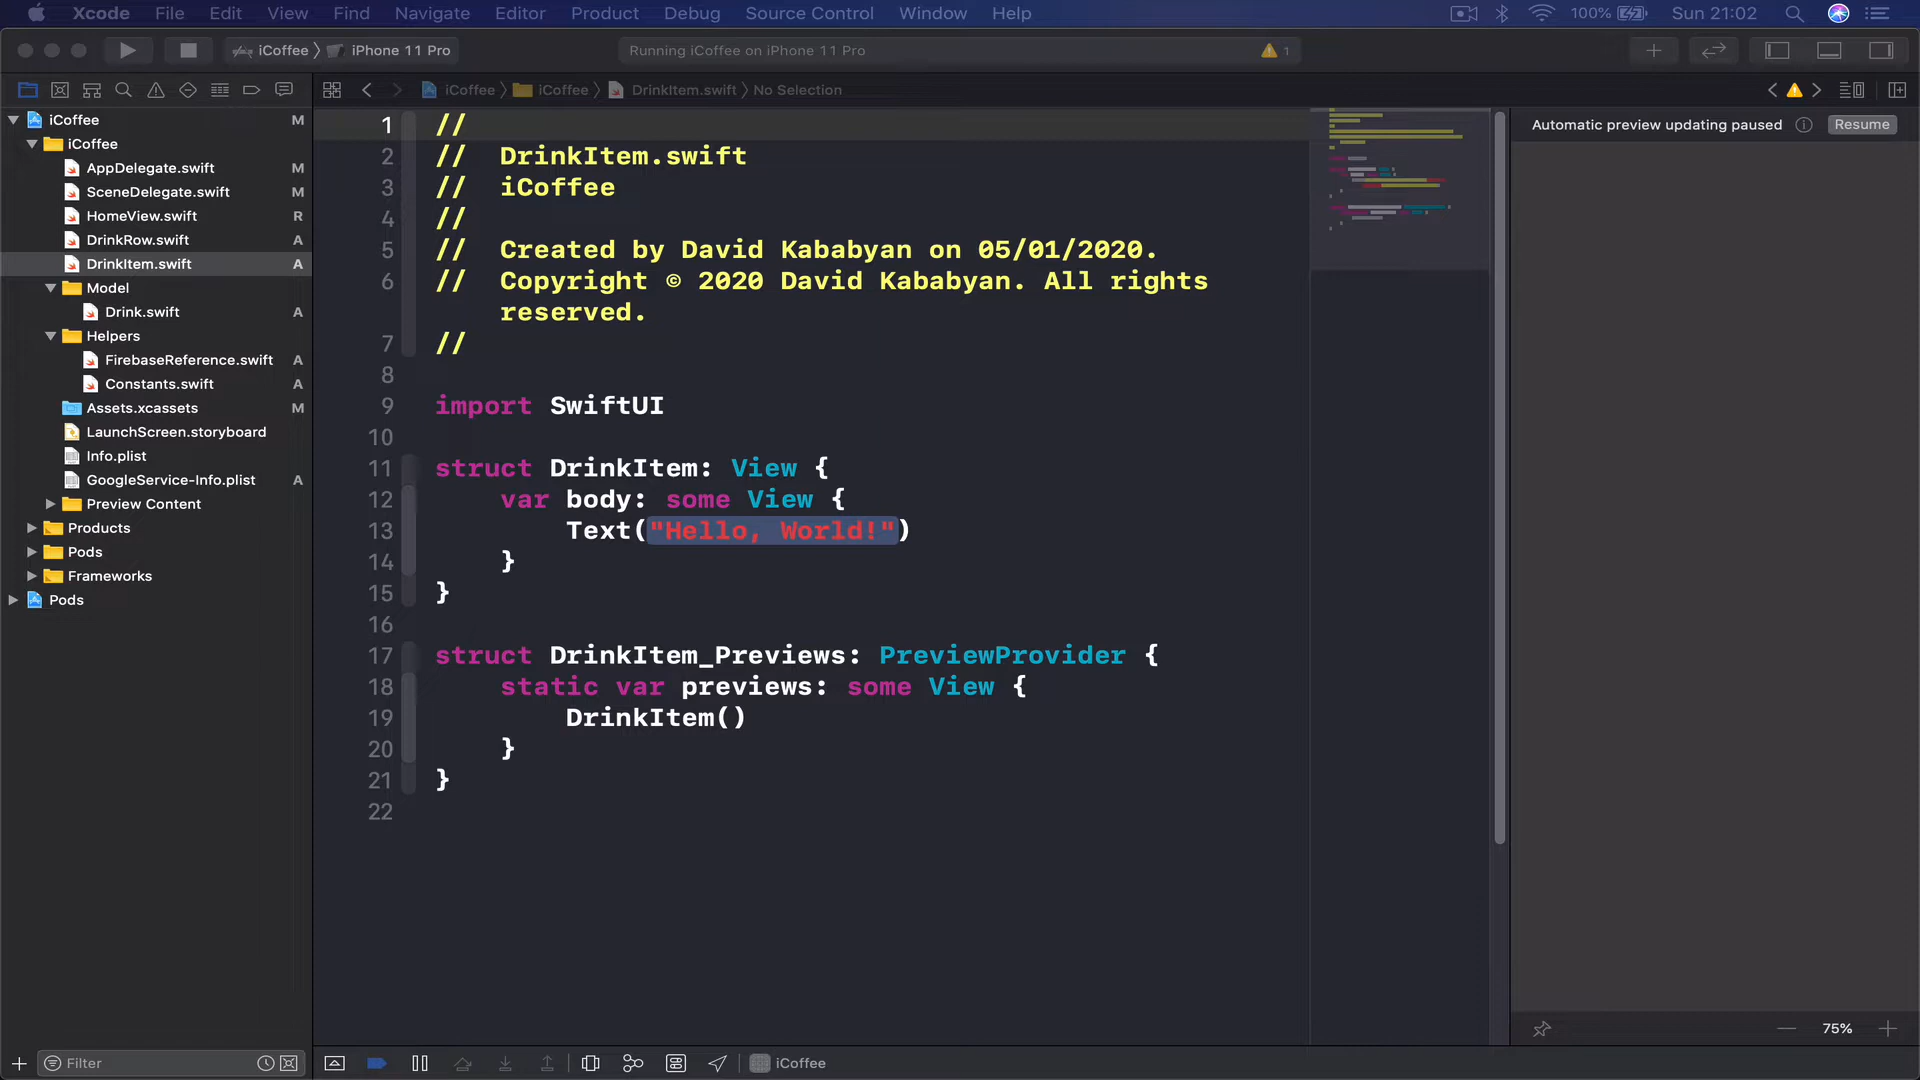 Xcode File Edit View Find Navigate Editor Product Debug Source Control Window Help 100% Sun 21:02
iCoffee iPhone 11 Pro Running iCoffee on iPhone 11 Pro 1
iCoffee iCoffee DrinkItem.swift No Selection
Automatic preview updating paused Resume
iCoffee M
iCoffee
AppDelegate.swift M
SceneDelegate.swift M
HomeView.swift R
DrinkRow.swift A
DrinkItem.swift A
Model
Drink.swift A
Helpers
FirebaseReference.swift A
Constants.swift A
Assets.xcassets M
LaunchScreen.storyboard
Info.plist
GoogleService-Info.plist A
Preview Content
Products
Pods
Frameworks
Pods
1 //
2 // DrinkItem.swift
3 // iCoffee
4 //
5 // Created by David Kababyan on 05/01/2020.
6 // Copyright © 2020 David Kababyan. All rights
reserved.
7 //
8
9 import SwiftUI
10
11 struct DrinkItem: View {
12 var body: some View {
13 Text("Hello, World!")
14 }
15 }
16
17 struct DrinkItem_Previews: PreviewProvider {
18 static var previews: some View {
19 DrinkItem()
20 }
21 }
22
75%
Filter
iCoffee